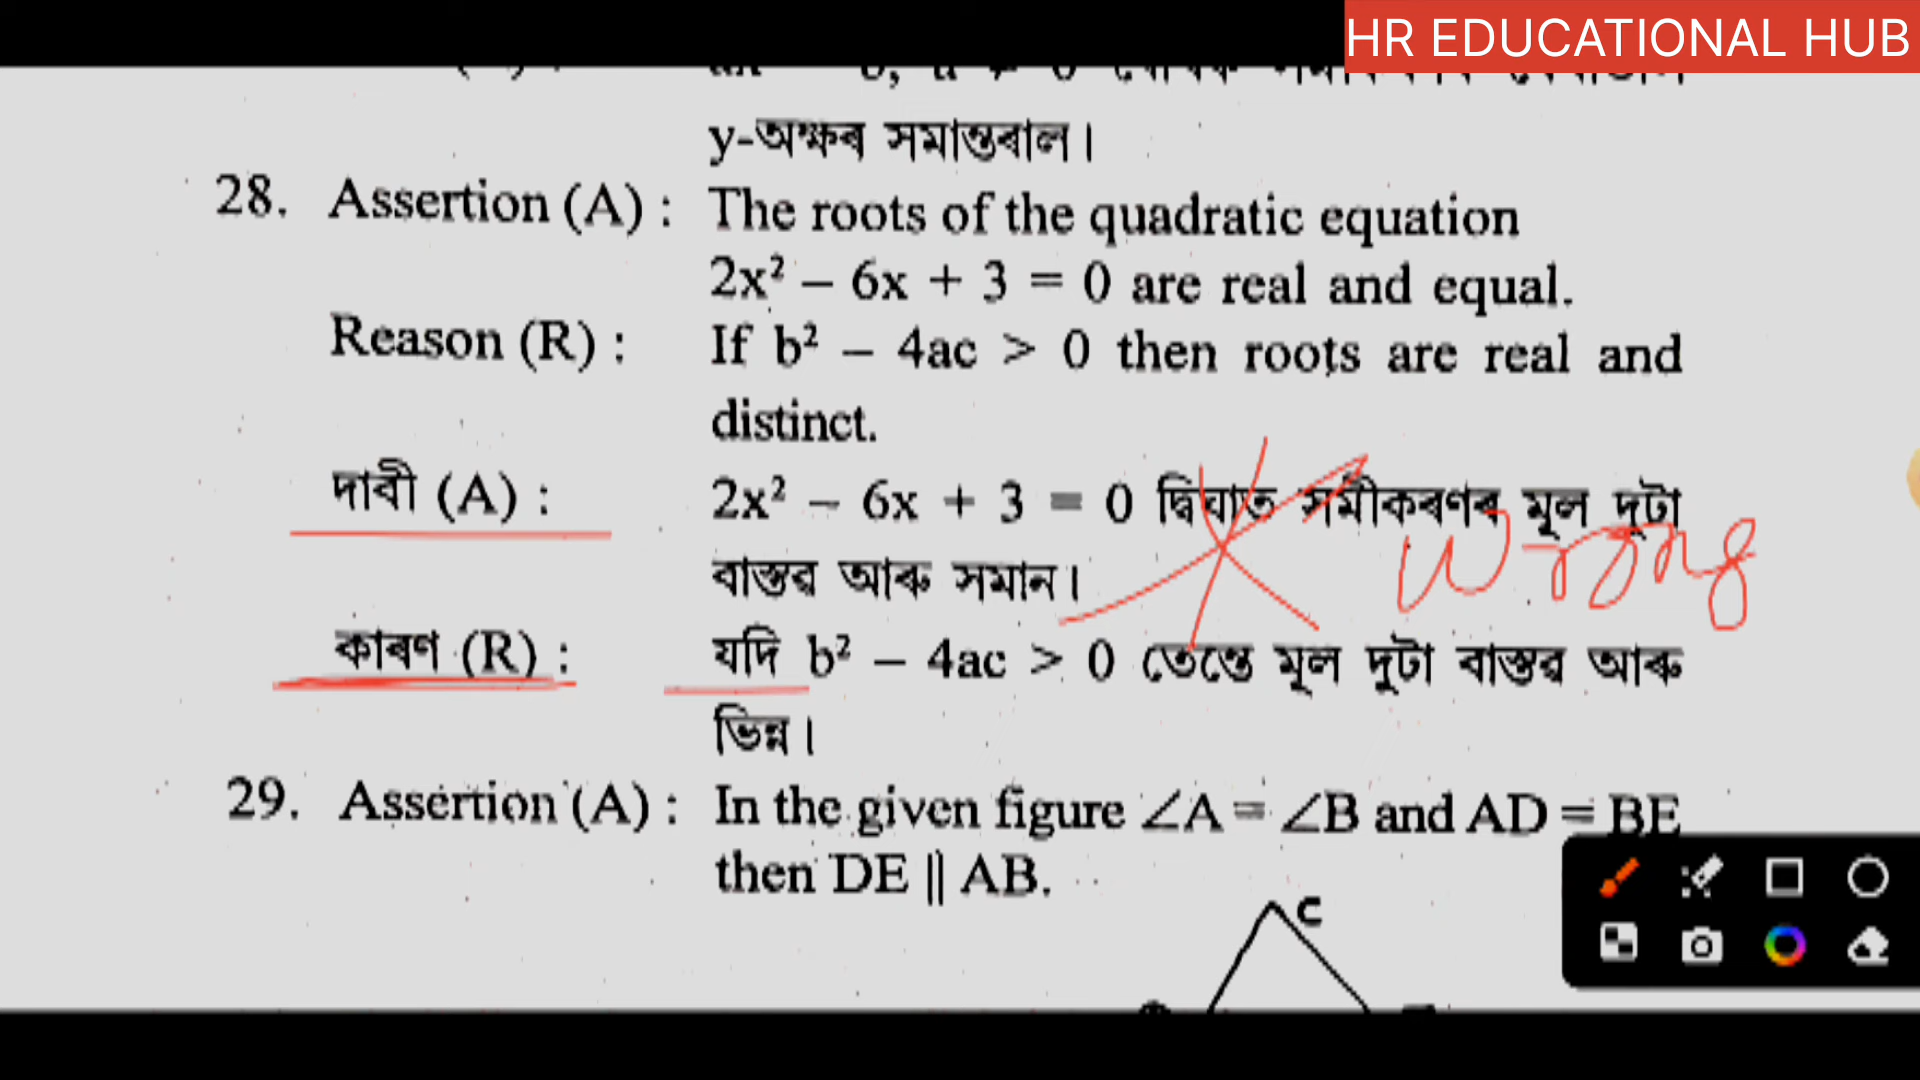 HR EDUCATIONAL HUB
y-অক্ষৰ সমান্তৰাল।
28. Assertion (A) : The roots of the quadratic equation
2x² – 6x + 3 = 0 are real and equal.
Reason (R) : If b² – 4ac > 0 then roots are real and
distinct.
দাবী (A) : 2x² – 6x + 3 = 0 দ্বিঘাত সমীকৰণৰ মূল দুটা
বাস্তৱ আৰু সমান।
Wrong
কাৰণ (R) : যদি b² – 4ac > 0 তেন্তে মূল দুটা বাস্তৱ আৰু
ভিন্ন।
29. Assertion (A) : In the given figure ∠A = ∠B and AD = BE
then DE || AB.
C